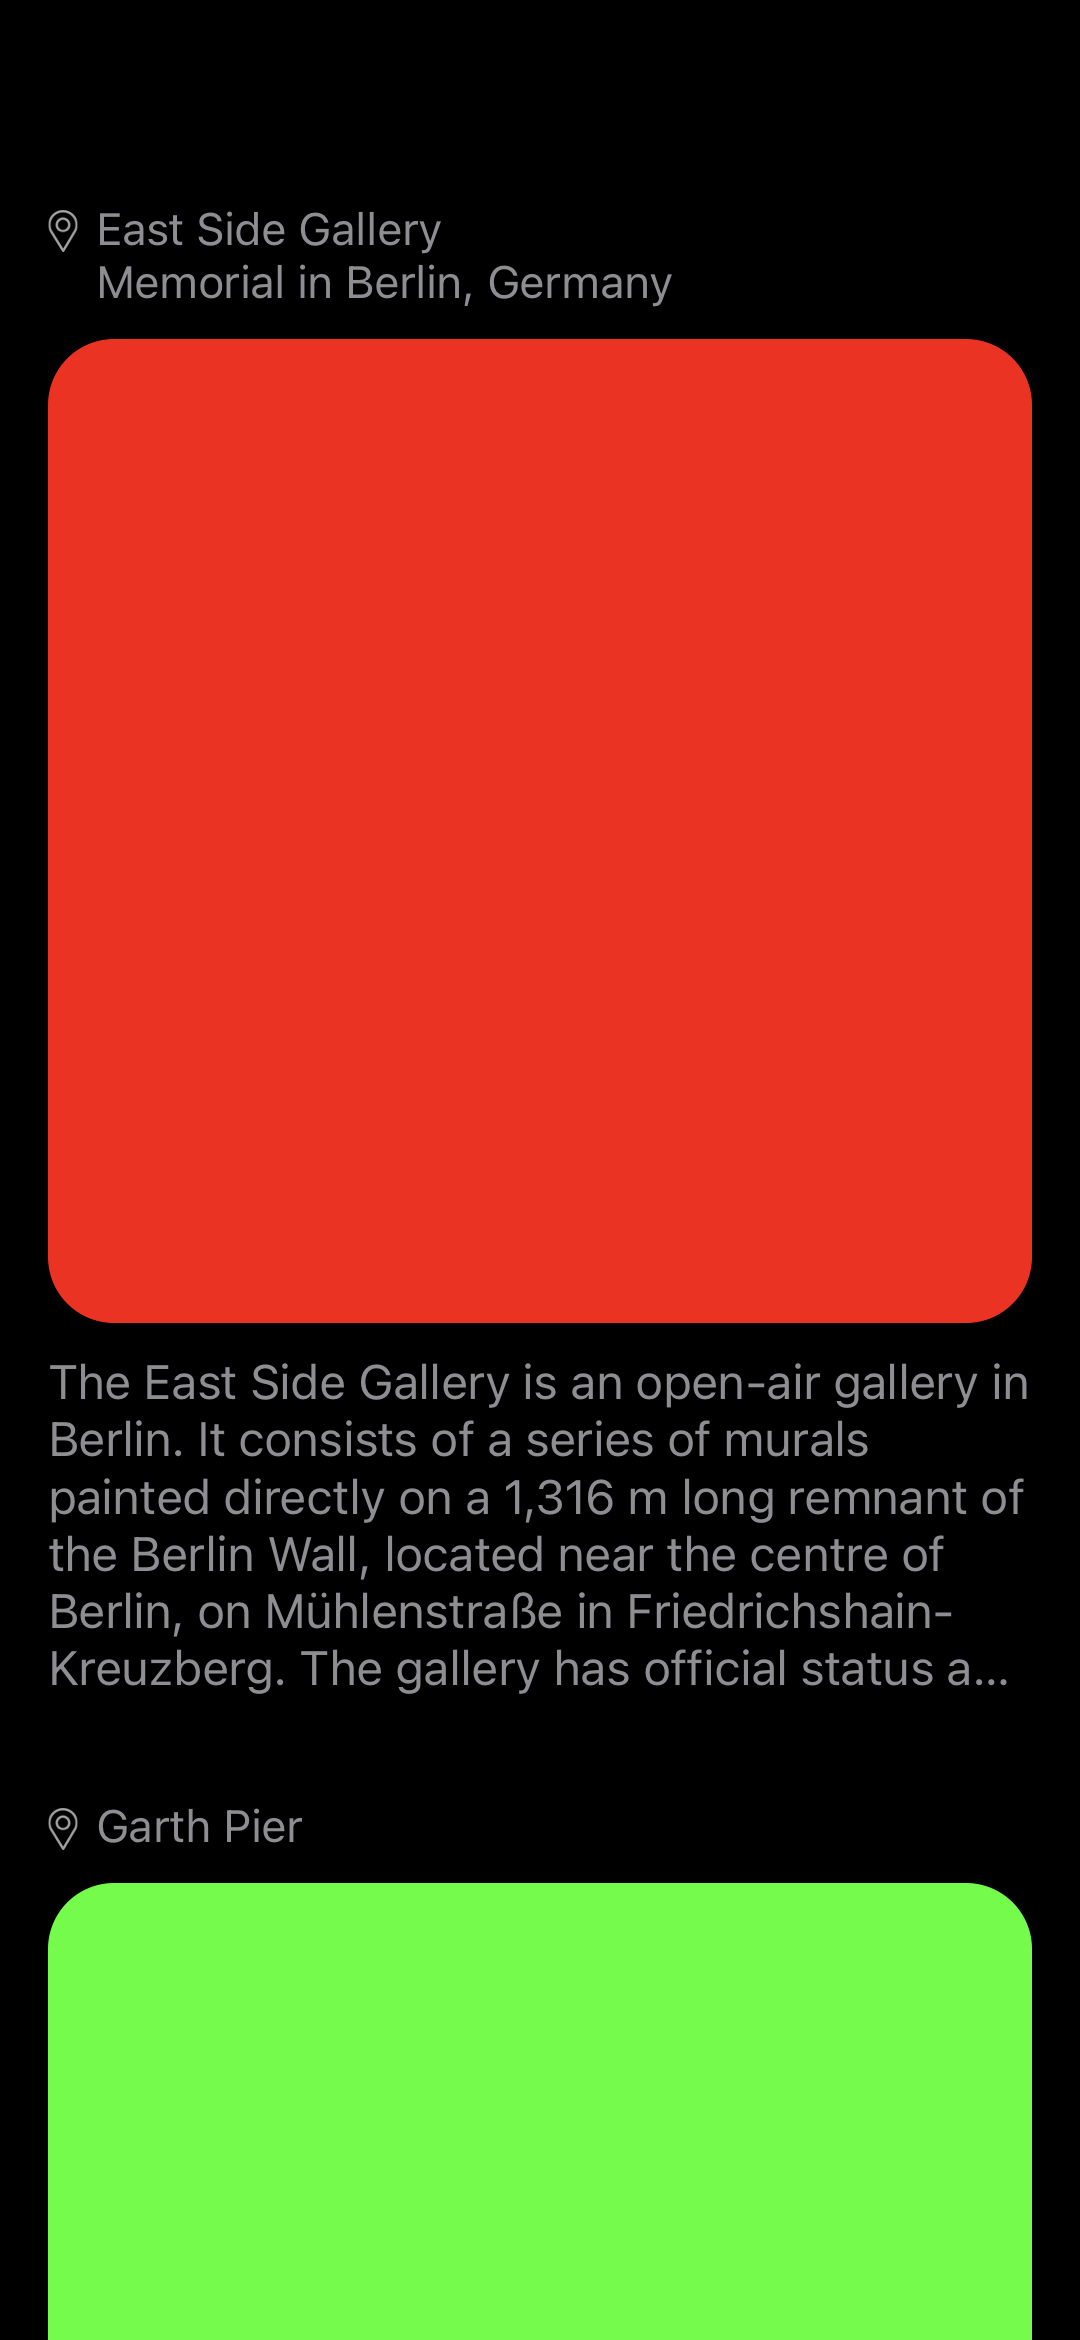 East Side Gallery
Memorial in Berlin, Germany
The East Side Gallery is an open-air gallery in
Berlin. It consists of a series of murals
painted directly on a 1,316 m long remnant of
the Berlin Wall, located near the centre of
Berlin, on Mühlenstraße in Friedrichshain-
Kreuzberg. The gallery has official status a...
Garth Pier